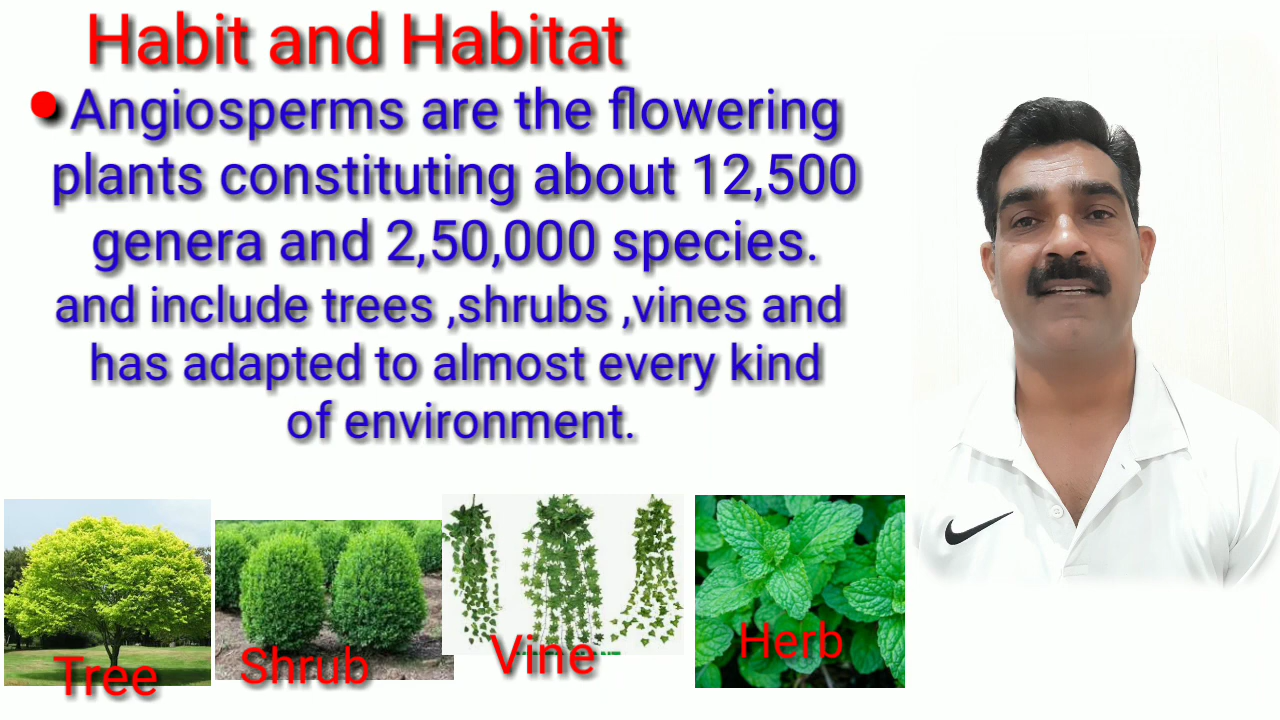 Habit and Habitat
• Angiosperms are the flowering
plants constituting about 12,500
genera and 2,50,000 species.
and include trees ,shrubs ,vines and
has adapted to almost every kind
of environment.
Tree
Shrub
Vine
Herb